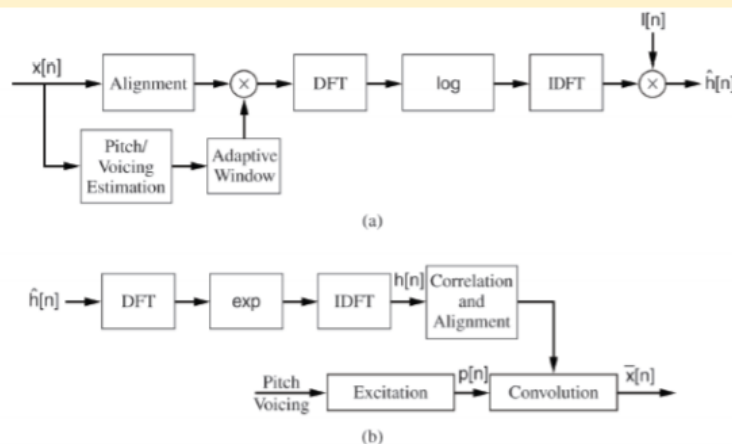 l[n]
x[n]
Alignment
×
DFT
log
IDFT
×
ĥ[n]
Pitch/
Voicing
Estimation
Adaptive
Window
(a)
ĥ[n]
DFT
exp
IDFT
h[n]
Correlation
and
Alignment
Pitch
Voicing
Excitation
p[n]
Convolution
x̅[n]
(b)